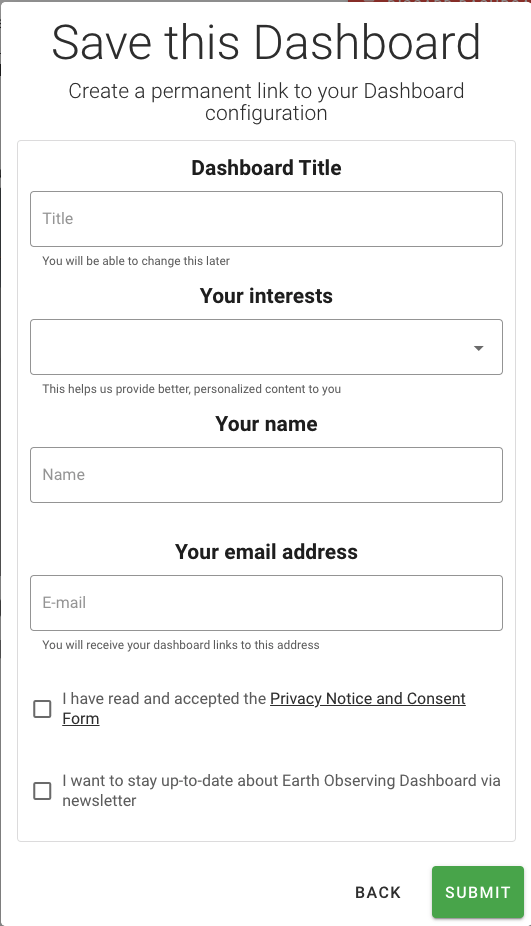 Save this Dashboard
Create a permanent link to your Dashboard
configuration
Dashboard Title
Title
You will be able to change this later
Your interests
This helps us provide better, personalized content to you
Your name
Name
Your email address
E-mail
You will receive your dashboard links to this address
I have read and accepted the Privacy Notice and Consent
Form
I want to stay up-to-date about Earth Observing Dashboard via
newsletter
BACK
SUBMIT